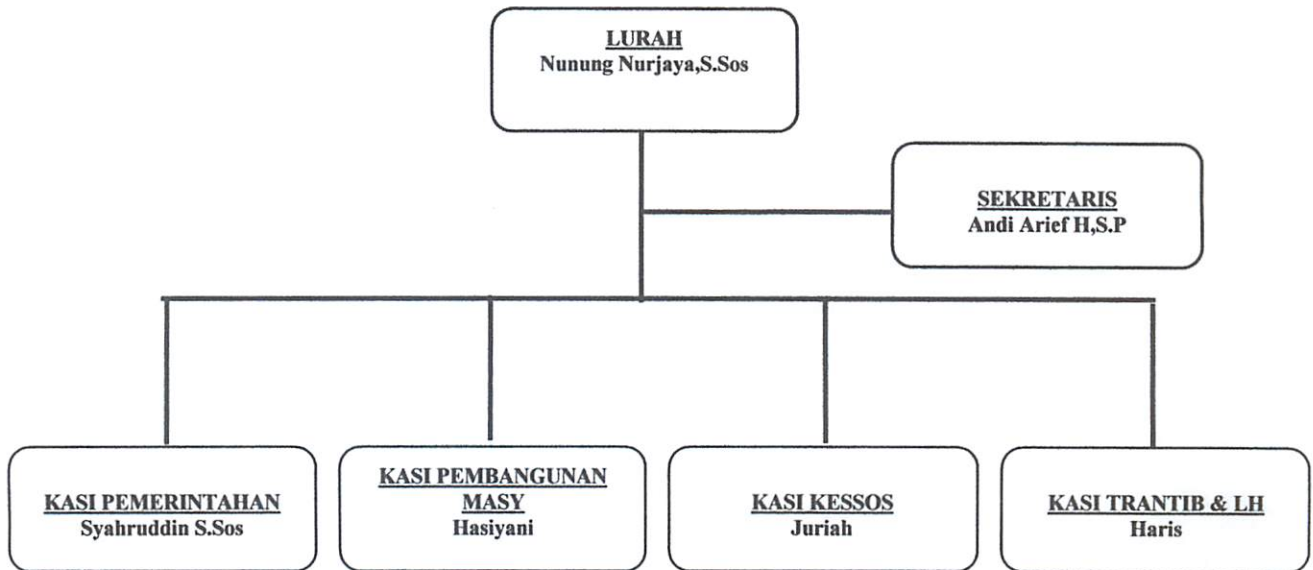 LURAH
Nunung Nurjaya,S.Sos
SEKRETARIS
Andi Arief H,S.P
KASI PEMERINTAHAN
Syahruddin S.Sos
KASI PEMBANGUNAN
MASY
Hasiyani
KASI KESSOS
Juriah
KASI TRANTIB & LH
Haris